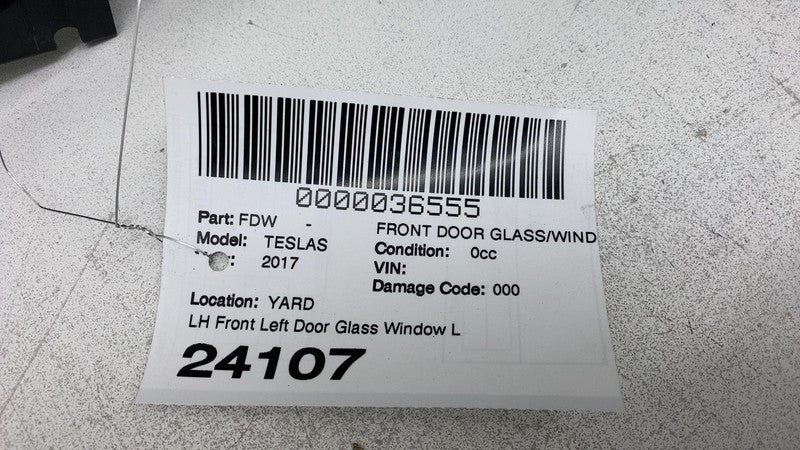 0000036555
Part: FDW - FRONT DOOR GLASS/WIND
Model: TESLAS Condition: 0cc
: 2017 VIN:
Damage Code: 000
Location: YARD
LH Front Left Door Glass Window L
24107